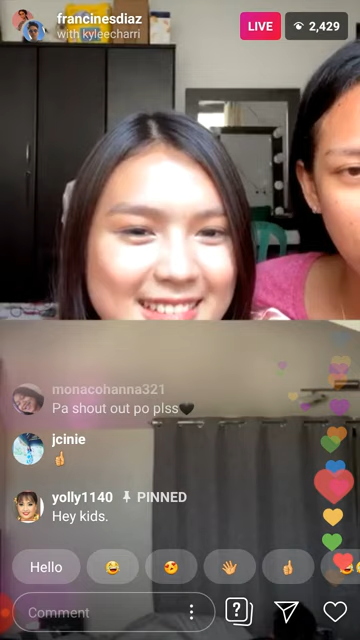 francinesdiaz
with kyleecharri
LIVE
2,429
monacohanna321
Pa shout out po plss🖤
jcinie
👍
yolly1140 PINNED
Hey kids.
Hello 😂 😍 👋 👍
Comment
?